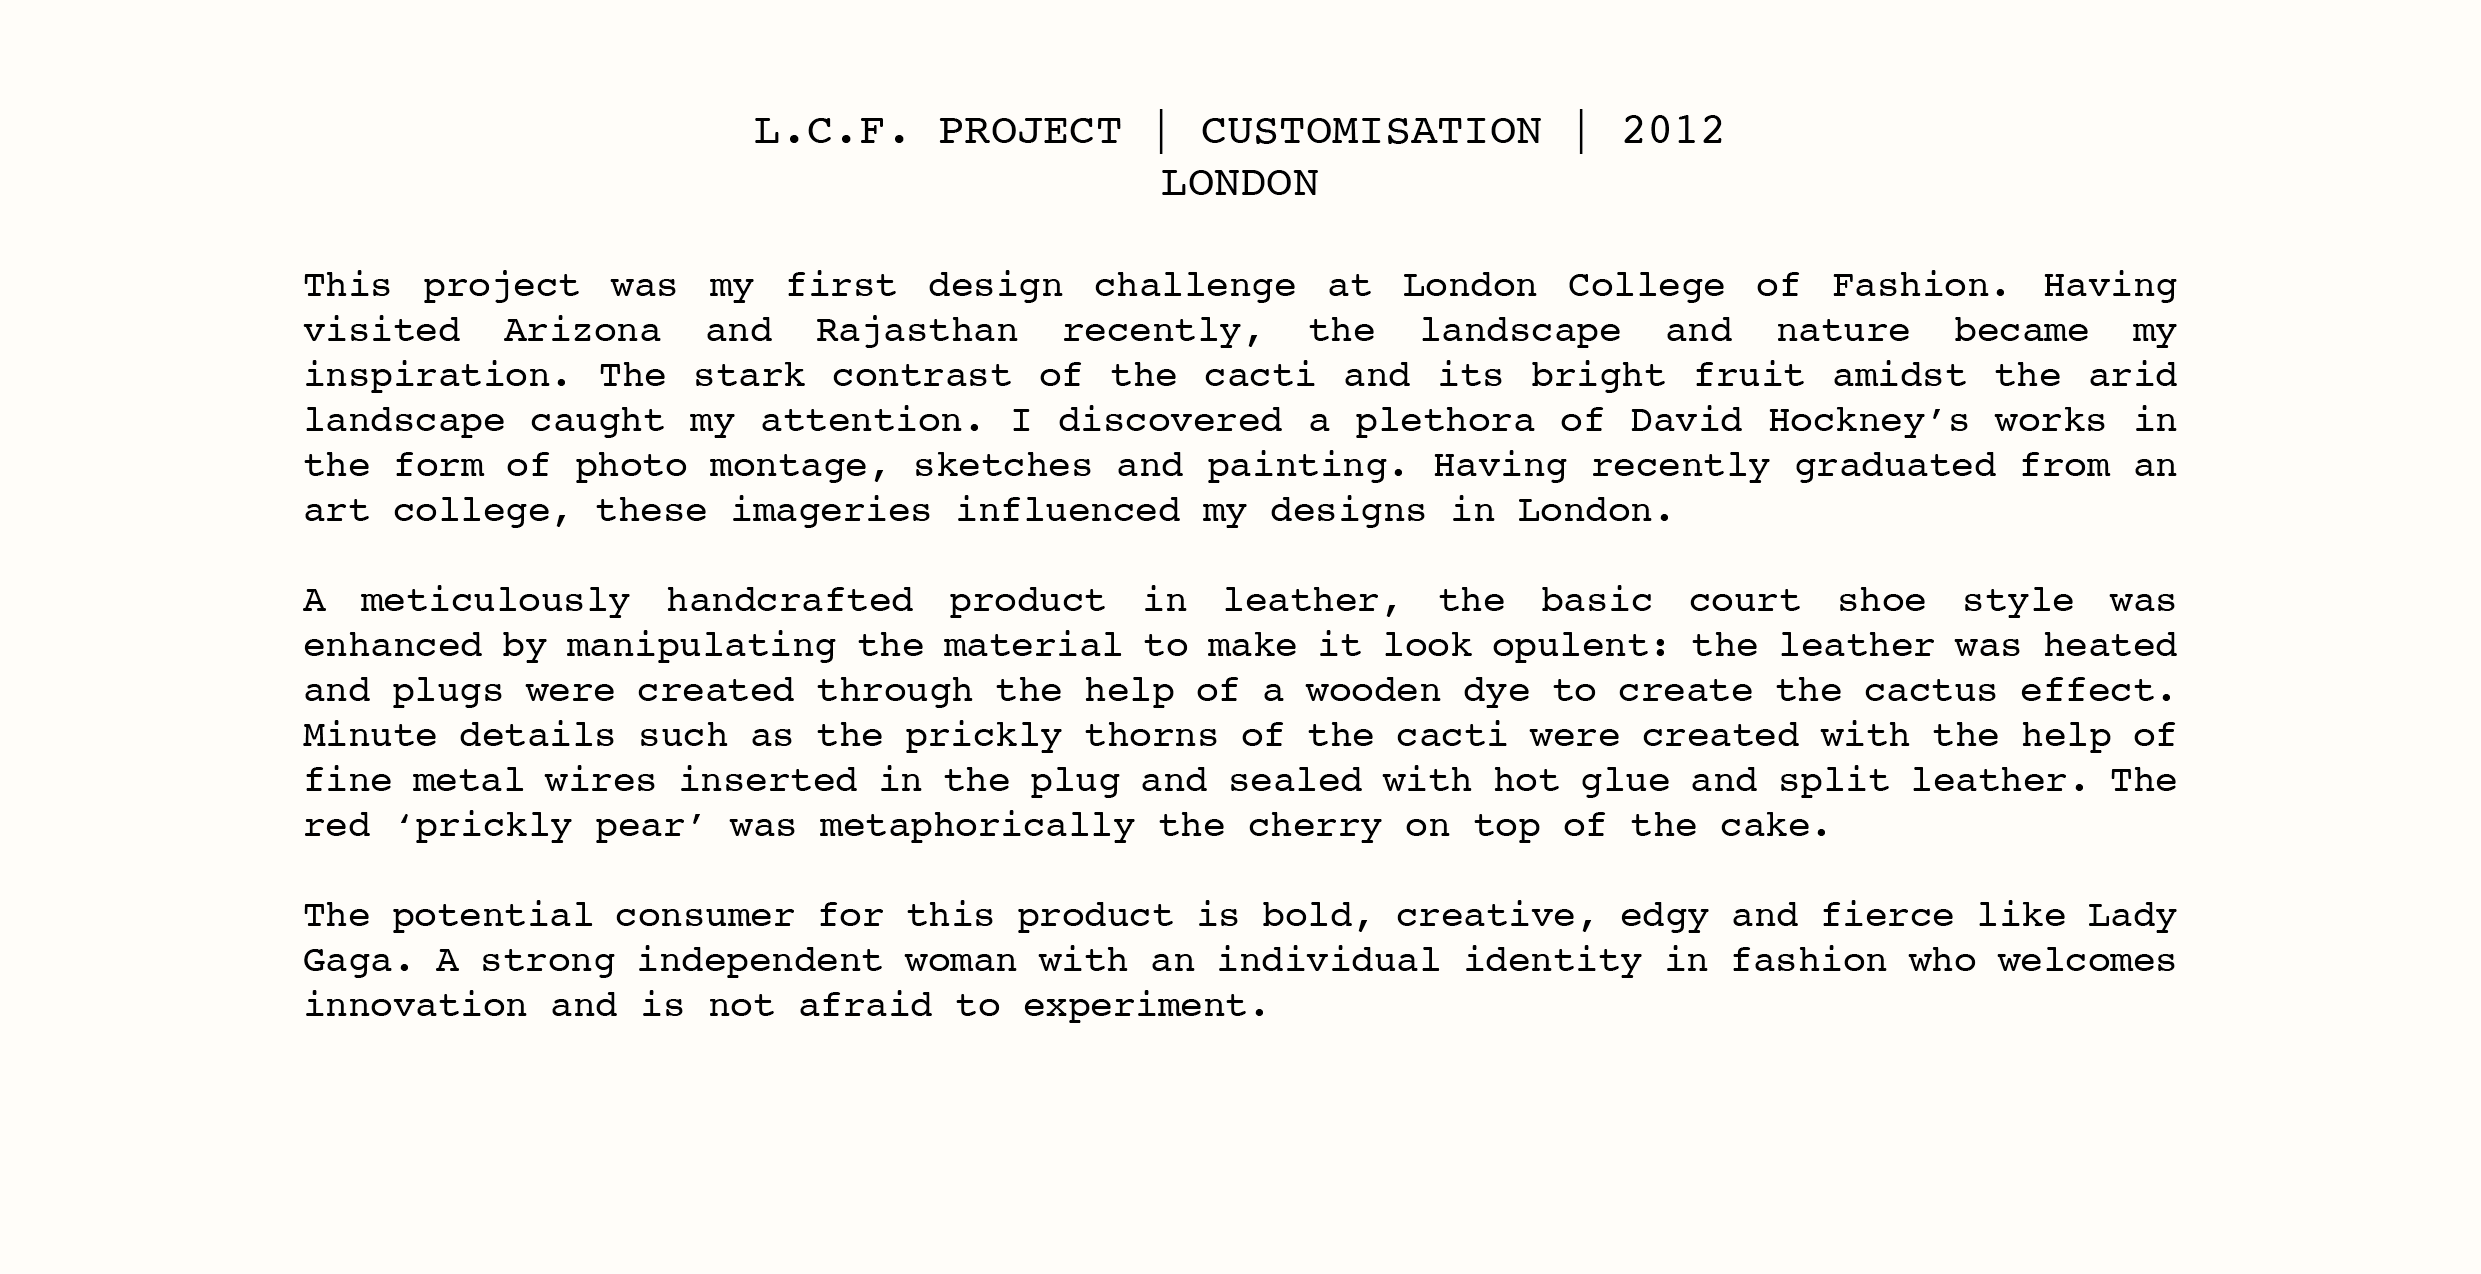 L.C.F. PROJECT | CUSTOMISATION | 2012
LONDON
This project was my first design challenge at London College of Fashion. Having
visited Arizona and Rajasthan recently, the landscape and nature became my
inspiration. The stark contrast of the cacti and its bright fruit amidst the arid
landscape caught my attention. I discovered a plethora of David Hockney’s works in
the form of photo montage, sketches and painting. Having recently graduated from an
art college, these imageries influenced my designs in London.
A meticulously handcrafted product in leather, the basic court shoe style was
enhanced by manipulating the material to make it look opulent: the leather was heated
and plugs were created through the help of a wooden dye to create the cactus effect.
Minute details such as the prickly thorns of the cacti were created with the help of
fine metal wires inserted in the plug and sealed with hot glue and split leather. The
red ‘prickly pear’ was metaphorically the cherry on top of the cake.
The potential consumer for this product is bold, creative, edgy and fierce like Lady
Gaga. A strong independent woman with an individual identity in fashion who welcomes
innovation and is not afraid to experiment.